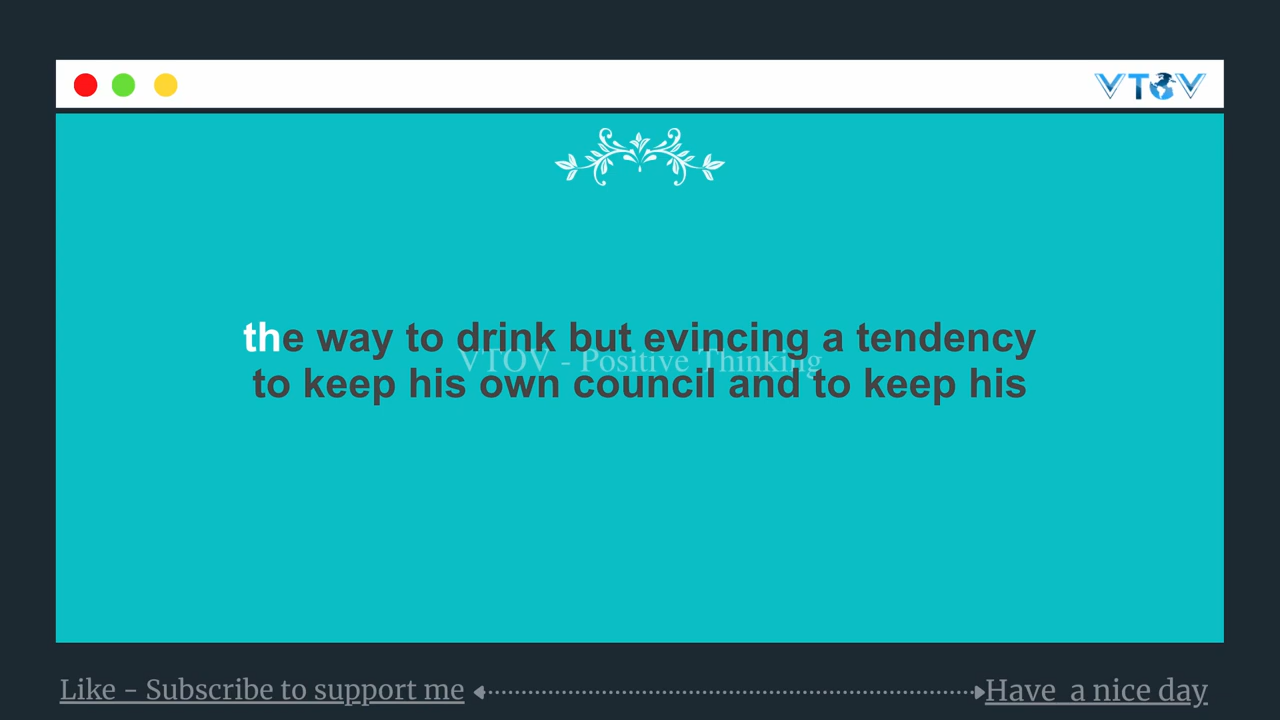 VTOV
the way to drink but evincing a tendency
VTOV - Positive Thinking
to keep his own council and to keep his
Like - Subscribe to support me
Have a nice day